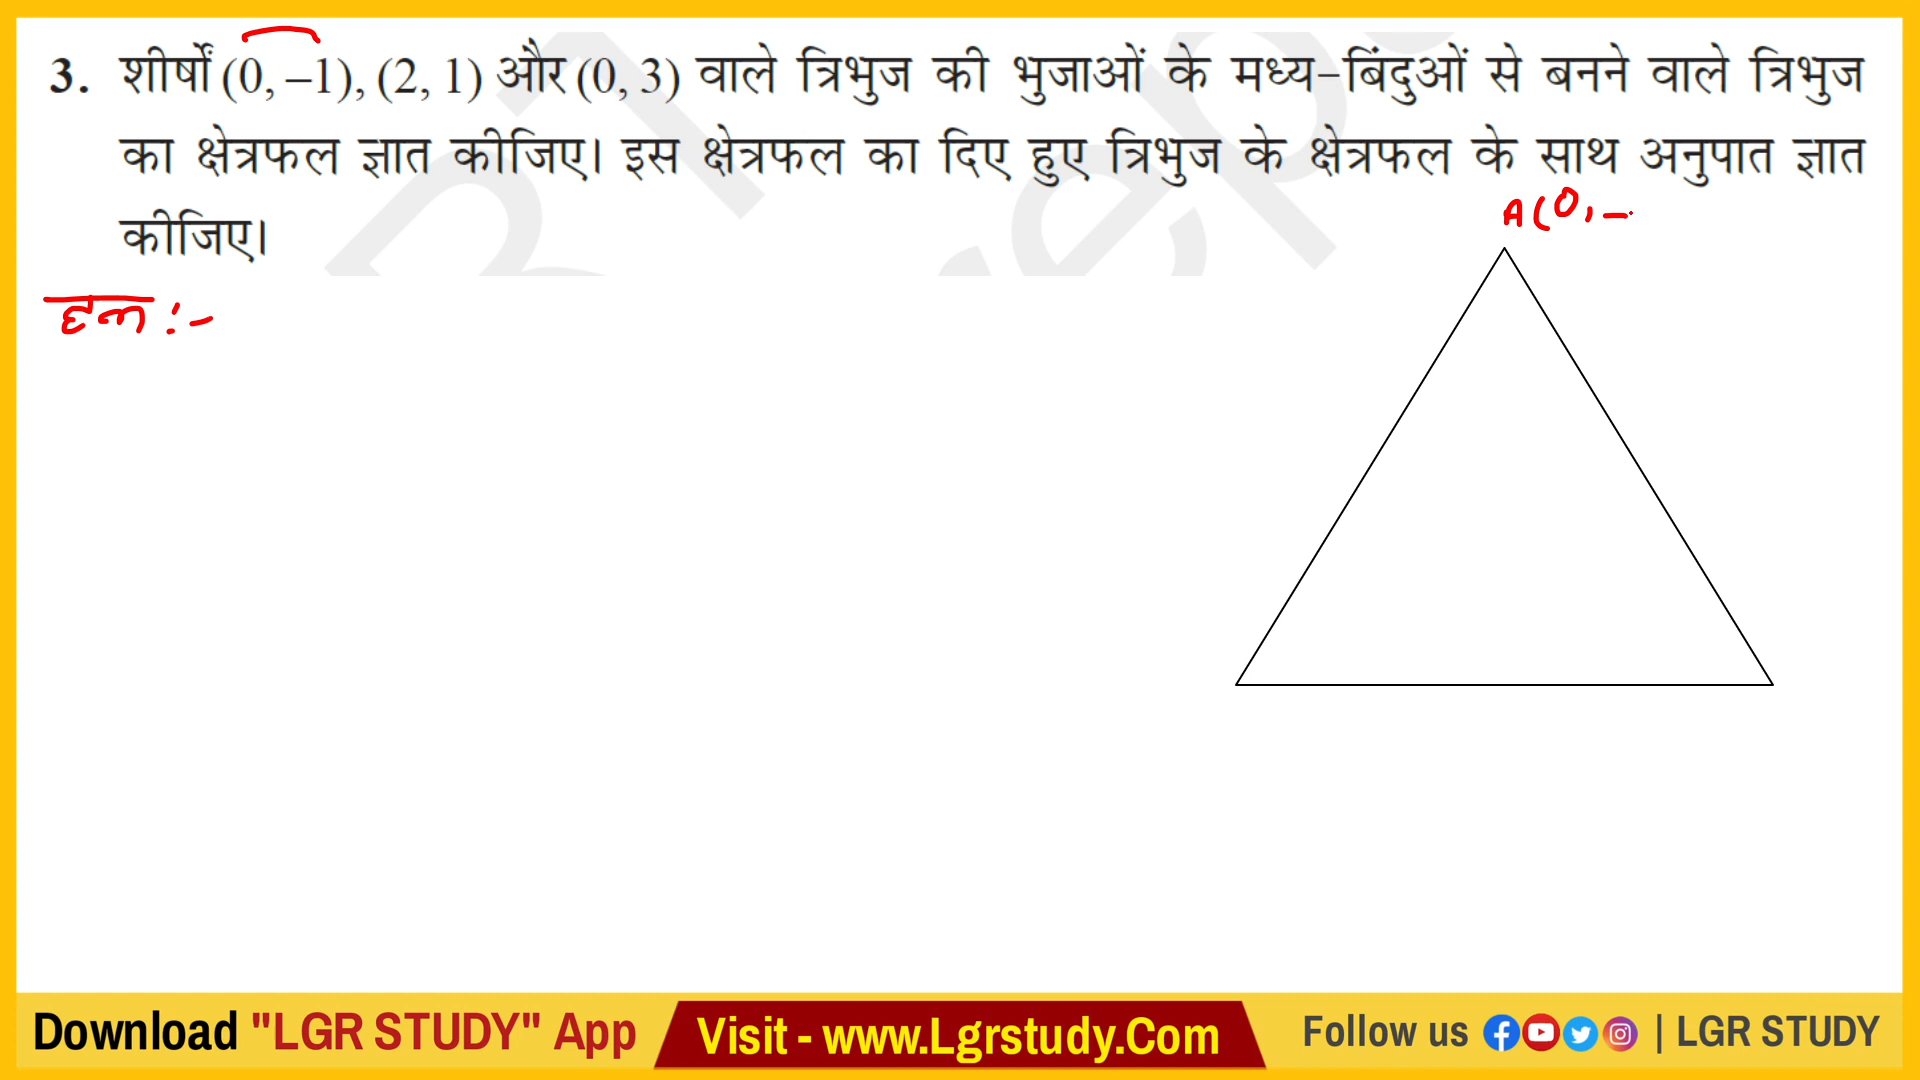 3. शीर्षों (0, –1), (2, 1) और (0, 3) वाले त्रिभुज की भुजाओं के मध्य-बिंदुओं से बनने वाले त्रिभुज
का क्षेत्रफल ज्ञात कीजिए। इस क्षेत्रफल का दिए हुए त्रिभुज के क्षेत्रफल के साथ अनुपात ज्ञात
कीजिए।
A(0, –
हल :-
Download "LGR STUDY" App
Visit - www.Lgrstudy.Com
Follow us | LGR STUDY